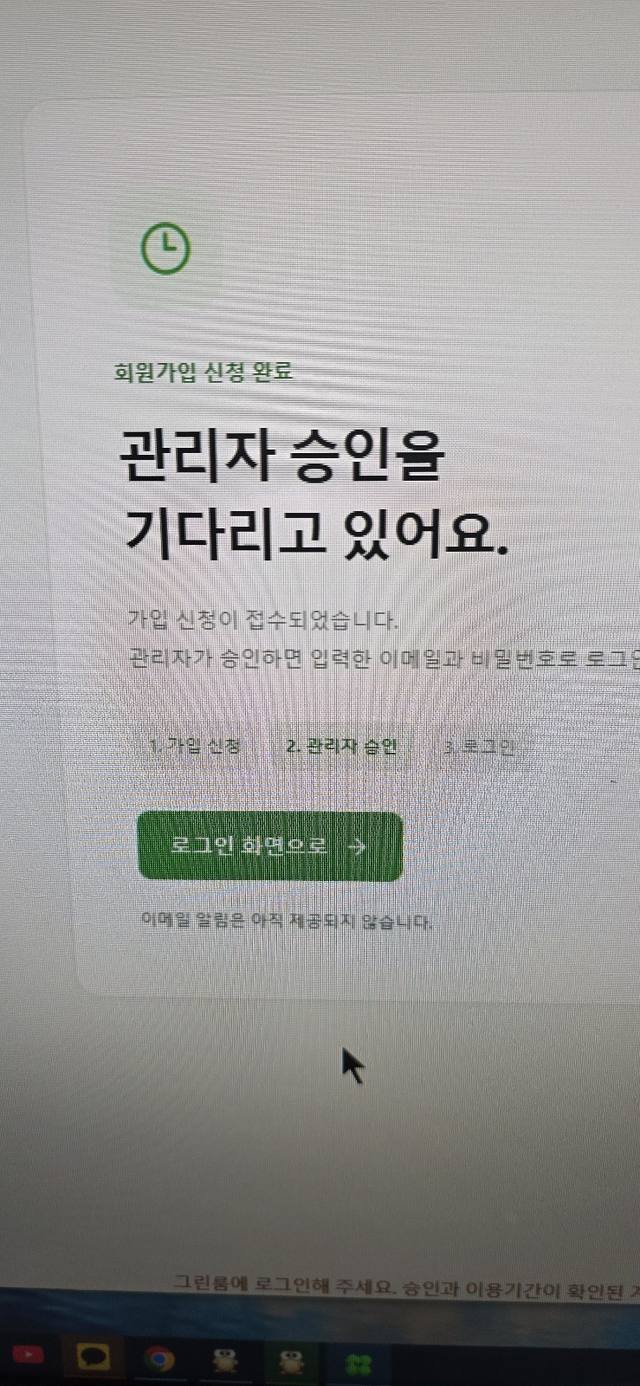 회원가입 신청 완료
관리자 승인을
기다리고 있어요.
가입 신청이 접수되었습니다.
관리자가 승인하면 입력한 이메일과 비밀번호로 로그인
1. 가입 신청
2. 관리자 승인
3. 로그인
로그인 화면으로 →
이메일 알림은 아직 제공되지 않습니다.
그린룸에 로그인해 주세요. 승인과 이용기간이 확인된